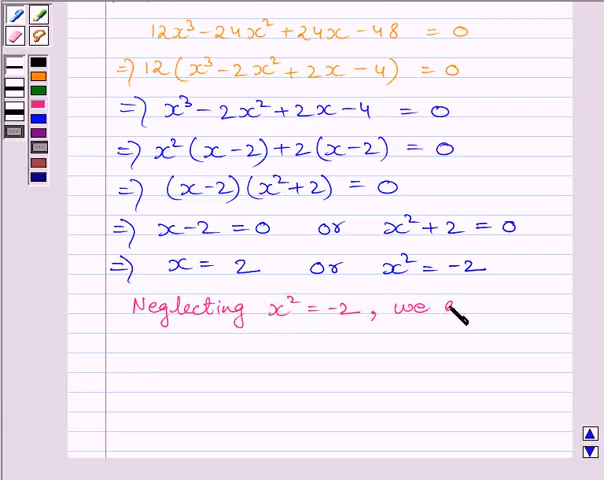 12x³ - 24x² + 24x - 48 = 0
⇒ 12(x³ - 2x² + 2x - 4) = 0
⇒ x³ - 2x² + 2x - 4 = 0
⇒ x²(x - 2) + 2(x - 2) = 0
⇒ (x - 2)(x² + 2) = 0
⇒ x - 2 = 0 or x² + 2 = 0
⇒ x = 2 or x² = -2
Neglecting x² = -2, we